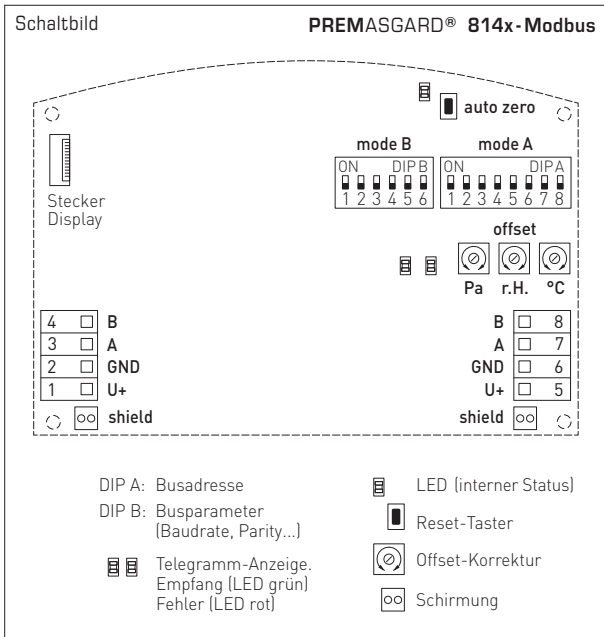 Schaltbild PREMASGARD® 814x-Modbus
auto zero
mode B mode A
ON DIP B ON DIP A
1 2 3 4 5 6 1 2 3 4 5 6 7 8
Stecker
Display
offset
Pa r.H. °C
4 B B 8
3 A A 7
2 GND GND 6
1 U+ U+ 5
shield shield
DIP A: Busadresse
DIP B: Busparameter
(Baudrate, Parity...)
Telegramm-Anzeige.
Empfang (LED grün)
Fehler (LED rot)
LED (interner Status)
Reset-Taster
Offset-Korrektur
Schirmung